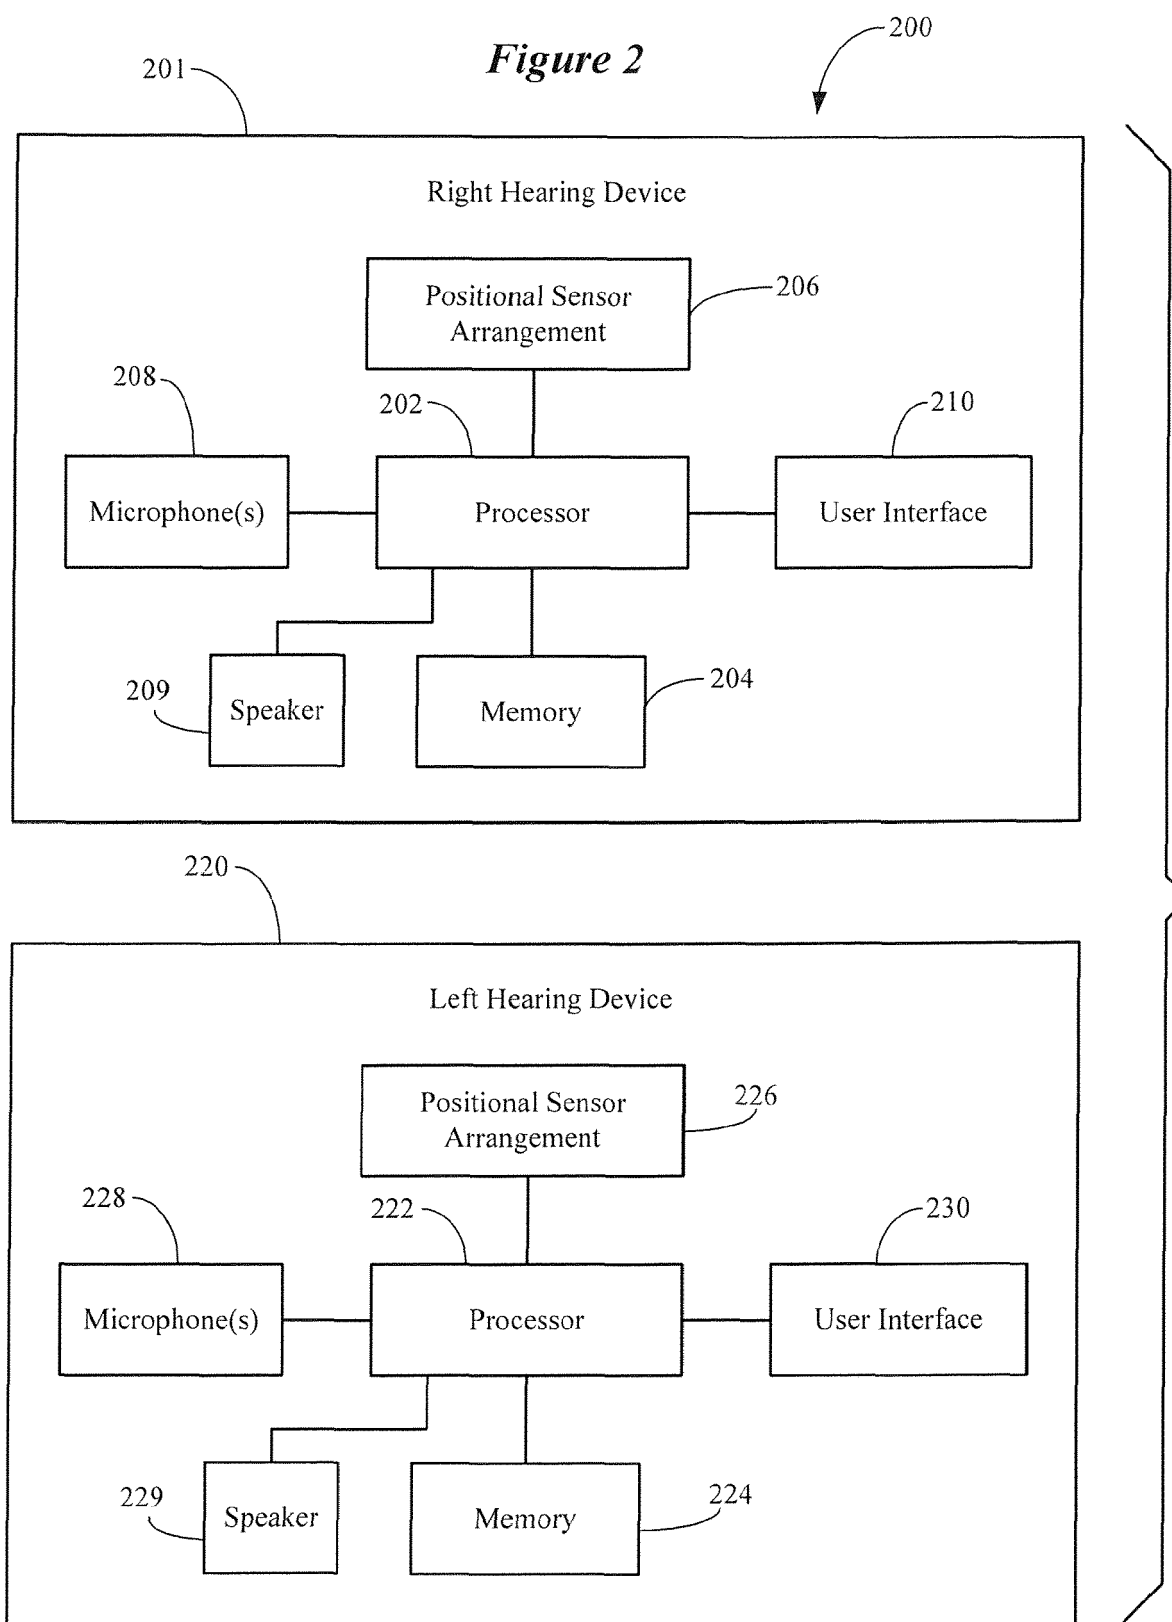 Figure 2
200
201
Right Hearing Device
Positional Sensor
Arrangement
206
208
202
210
Microphone(s)
Processor
User Interface
209
Speaker
Memory
204
220
Left Hearing Device
Positional Sensor
Arrangement
226
228
222
230
Microphone(s)
Processor
User Interface
229
Speaker
Memory
224